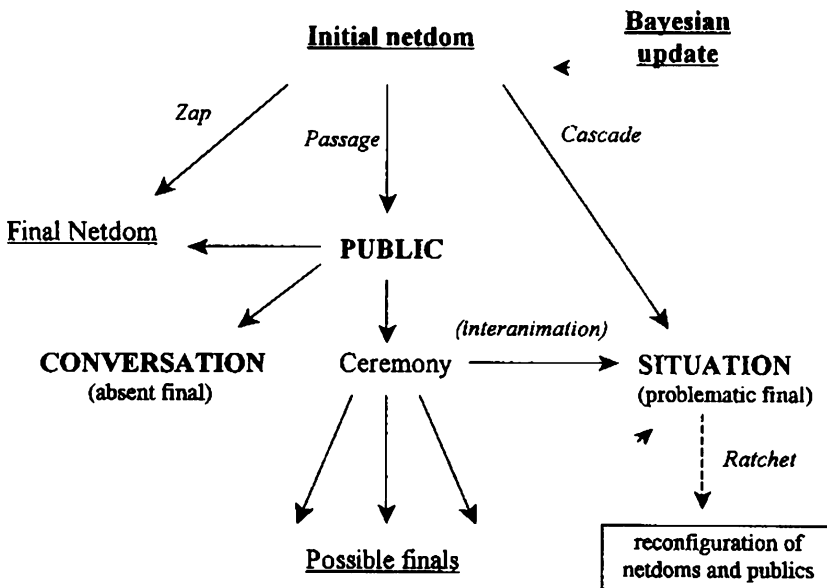 Initial netdom
Bayesian
update
Zap
Passage
Cascade
Final Netdom
PUBLIC
(Interanimation)
CONVERSATION
(absent final)
Ceremony
SITUATION
(problematic final)
Ratchet
Possible finals
reconfiguration of
netdoms and publics